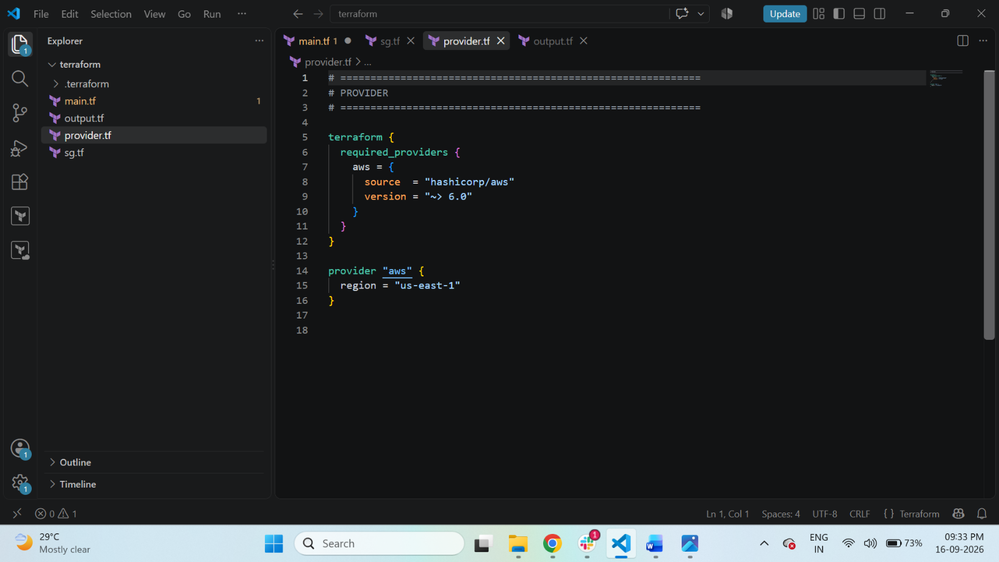 File Edit Selection View Go Run ···
terraform
Update
Explorer
···
terraform
.terraform
main.tf 1
output.tf
provider.tf
sg.tf
Outline
Timeline
1
1
1
main.tf 1
sg.tf
provider.tf
output.tf
···
provider.tf > ...
1 # ============================================================
2 # PROVIDER
3 # ============================================================
4
5 terraform {
6   required_providers {
7     aws = {
8       source  = "hashicorp/aws"
9       version = "~> 6.0"
10     }
11   }
12 }
13
14 provider "aws" {
15   region = "us-east-1"
16 }
17
18
0 1
Ln 1, Col 1 Spaces: 4 UTF-8 CRLF { } Terraform
29°C
Mostly clear
Search
1
ENG
IN
73%
09:33 PM
16-09-2026